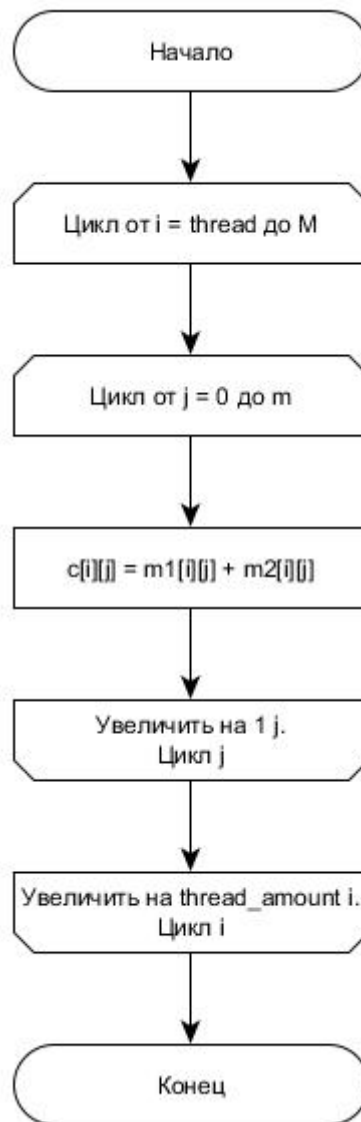 Начало
Цикл от i = thread до M
Цикл от j = 0 до m
c[i][j] = m1[i][j] + m2[i][j]
Увеличить на 1 j.
Цикл j
Увеличить на thread_amount i.
Цикл i
Конец